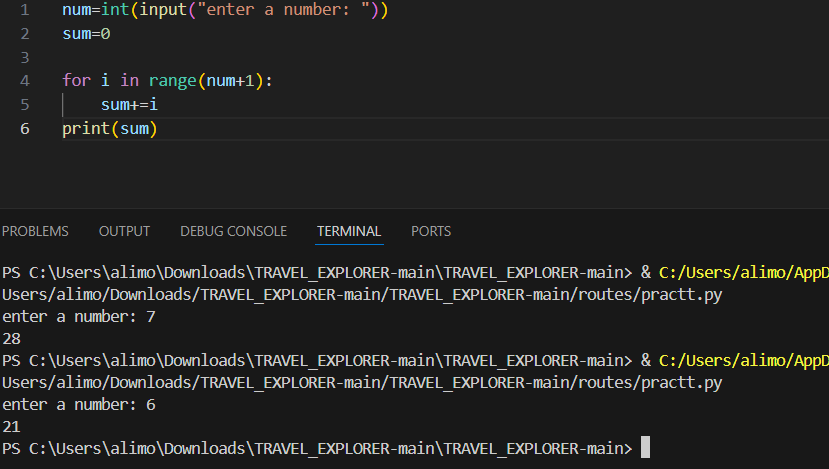 1 num=int(input("enter a number: "))
2 sum=0
3
4 for i in range(num+1):
5     sum+=i
6 print(sum)
PROBLEMS OUTPUT DEBUG CONSOLE TERMINAL PORTS
PS C:\Users\alimo\Downloads\TRAVEL_EXPLORER-main\TRAVEL_EXPLORER-main> & C:/Users/alimo/AppD
Users/alimo/Downloads/TRAVEL_EXPLORER-main/TRAVEL_EXPLORER-main/routes/practt.py
enter a number: 7
28
PS C:\Users\alimo\Downloads\TRAVEL_EXPLORER-main\TRAVEL_EXPLORER-main> & C:/Users/alimo/AppD
Users/alimo/Downloads/TRAVEL_EXPLORER-main/TRAVEL_EXPLORER-main/routes/practt.py
enter a number: 6
21
PS C:\Users\alimo\Downloads\TRAVEL_EXPLORER-main\TRAVEL_EXPLORER-main>